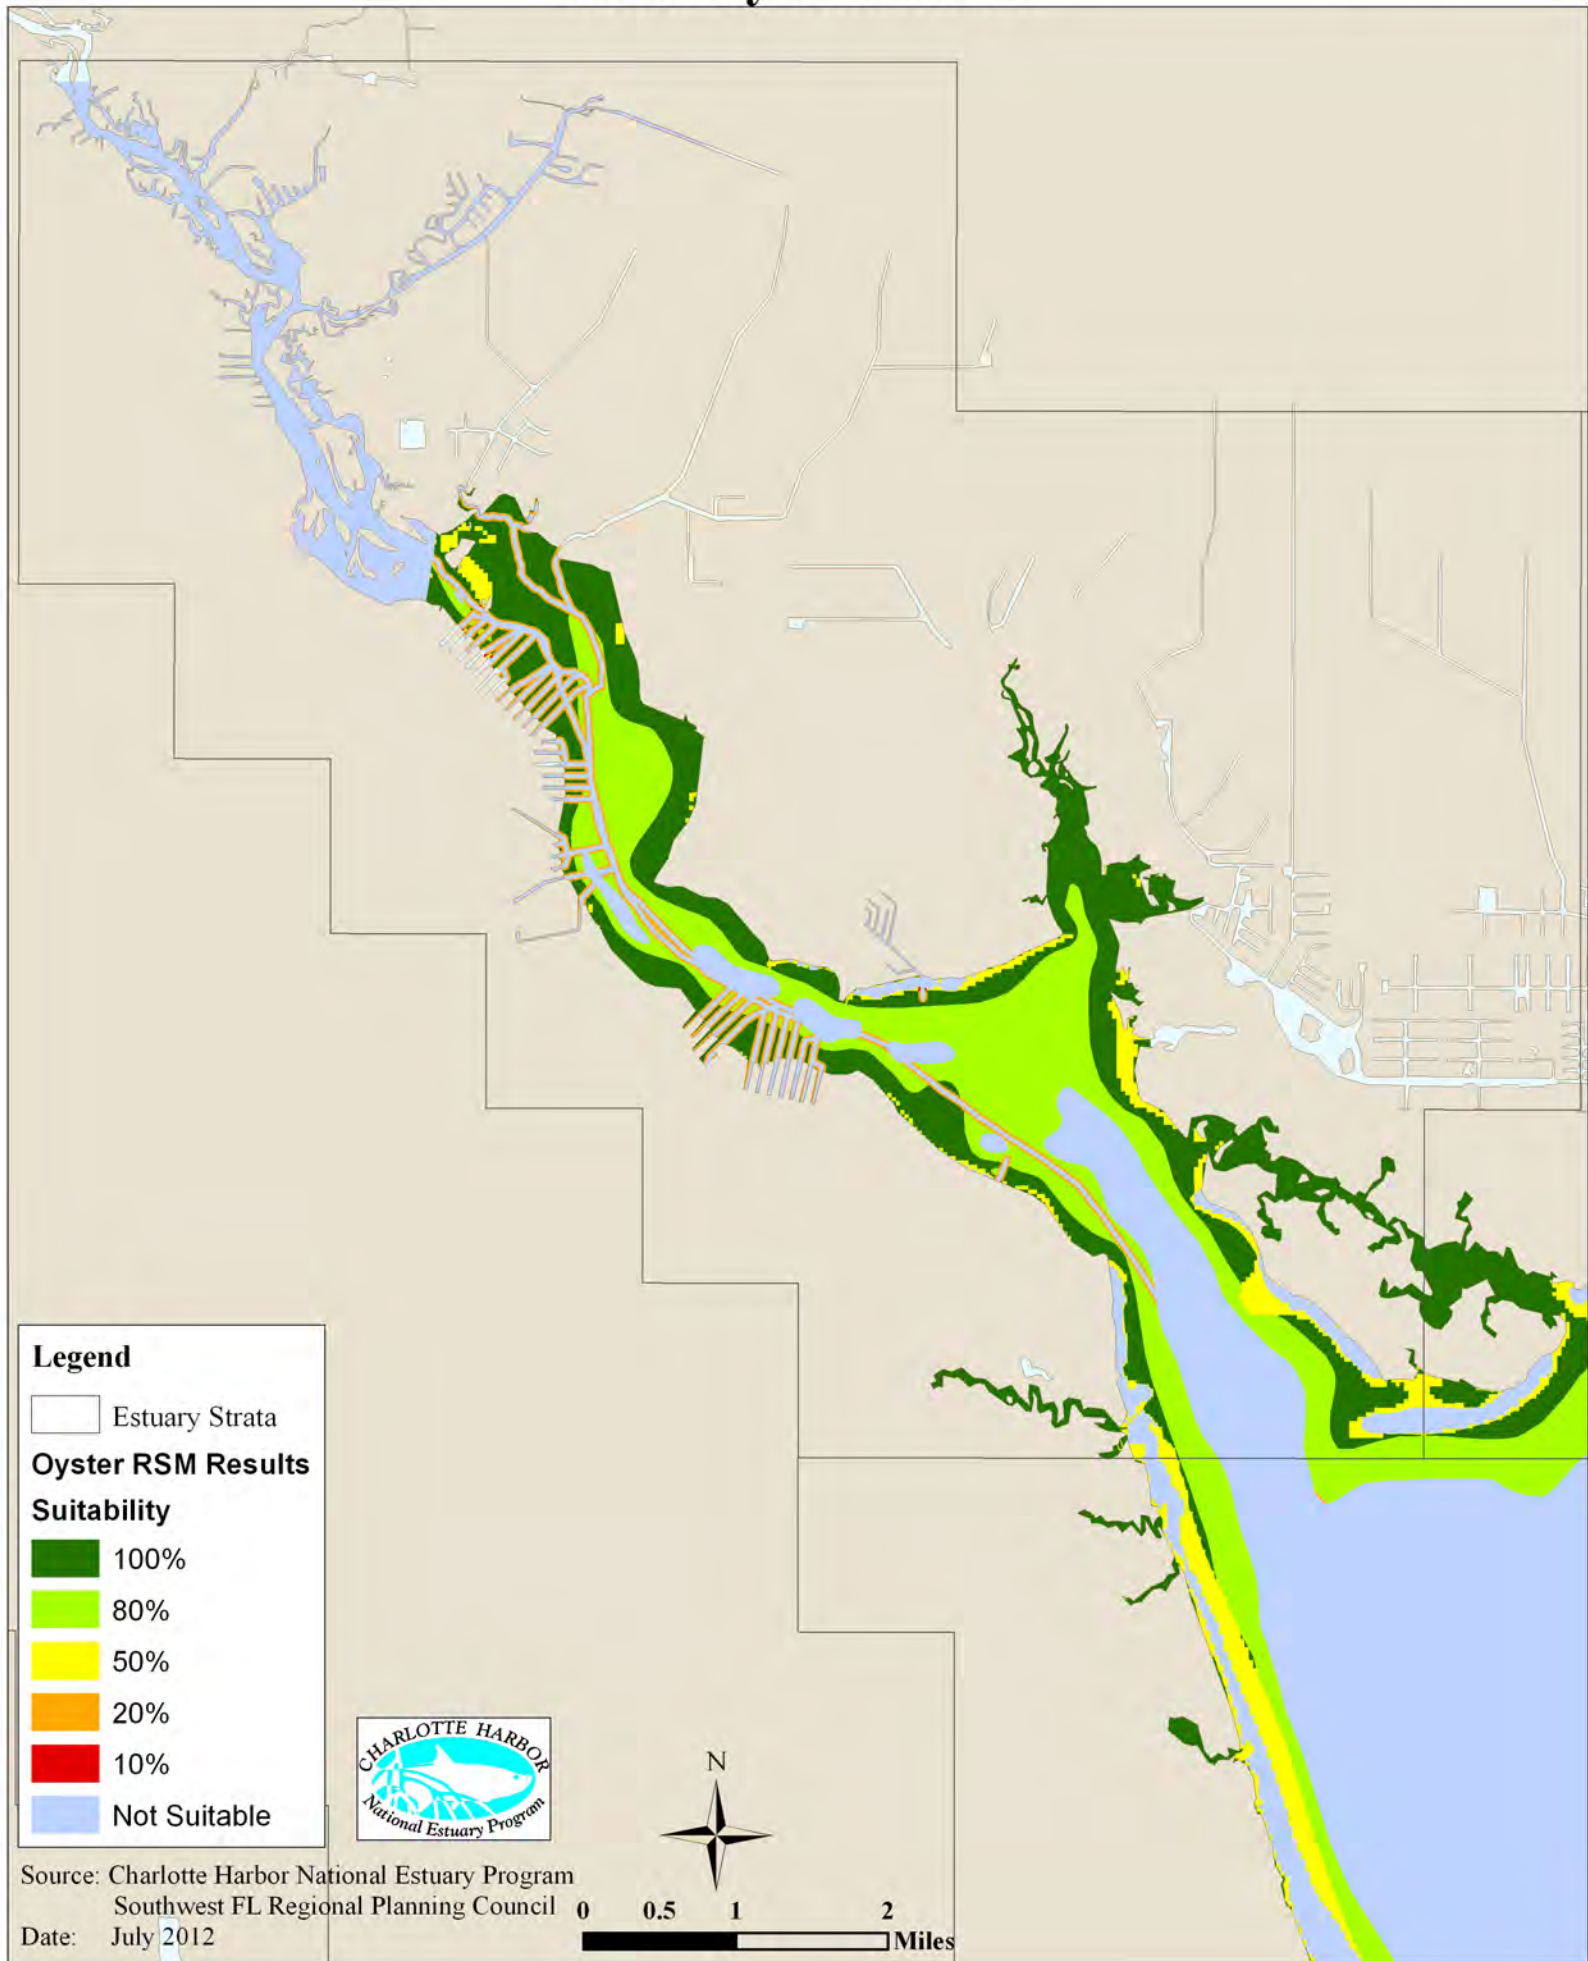 Legend
Estuary Strata
Oyster RSM Results
Suitability
100%
80%
50%
20%
10%
Not Suitable
CHARLOTTE HARBOR
National Estuary Program
N
Source: Charlotte Harbor National Estuary Program
Southwest FL Regional Planning Council
Date: July 2012
0 0.5 1 2
Miles